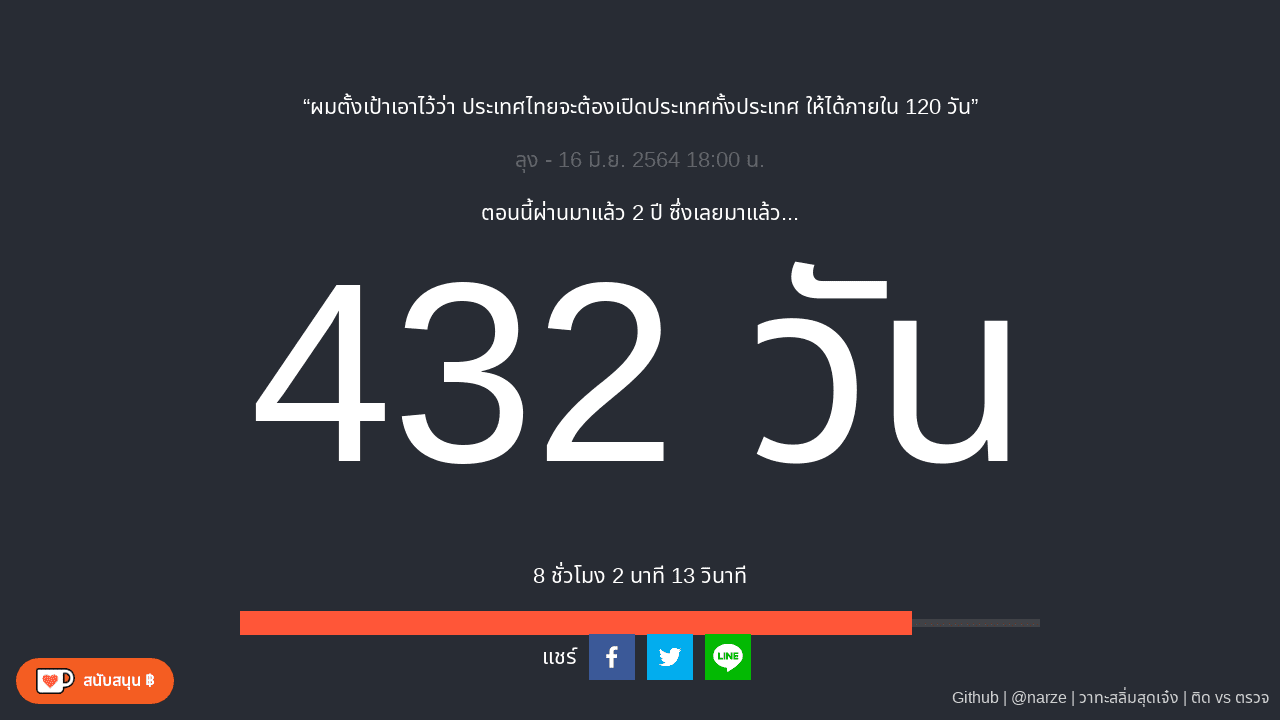 “ผมตั้งเป้าเอาไว้ว่า ประเทศไทยจะต้องเปิดประเทศทั้งประเทศ ให้ได้ภายใน 120 วัน”
ลุง - 16 มิ.ย. 2564 18:00 น.
ตอนนี้ผ่านมาแล้ว 2 ปี ซึ่งเลยมาแล้ว...
432 วัน
8 ชั่วโมง 2 นาที 13 วินาที
แชร์
LINE
สนับสนุน ฿
Github | @narze | วาทะสลิ่มสุดเจ๋ง | ติด vs ตรวจ